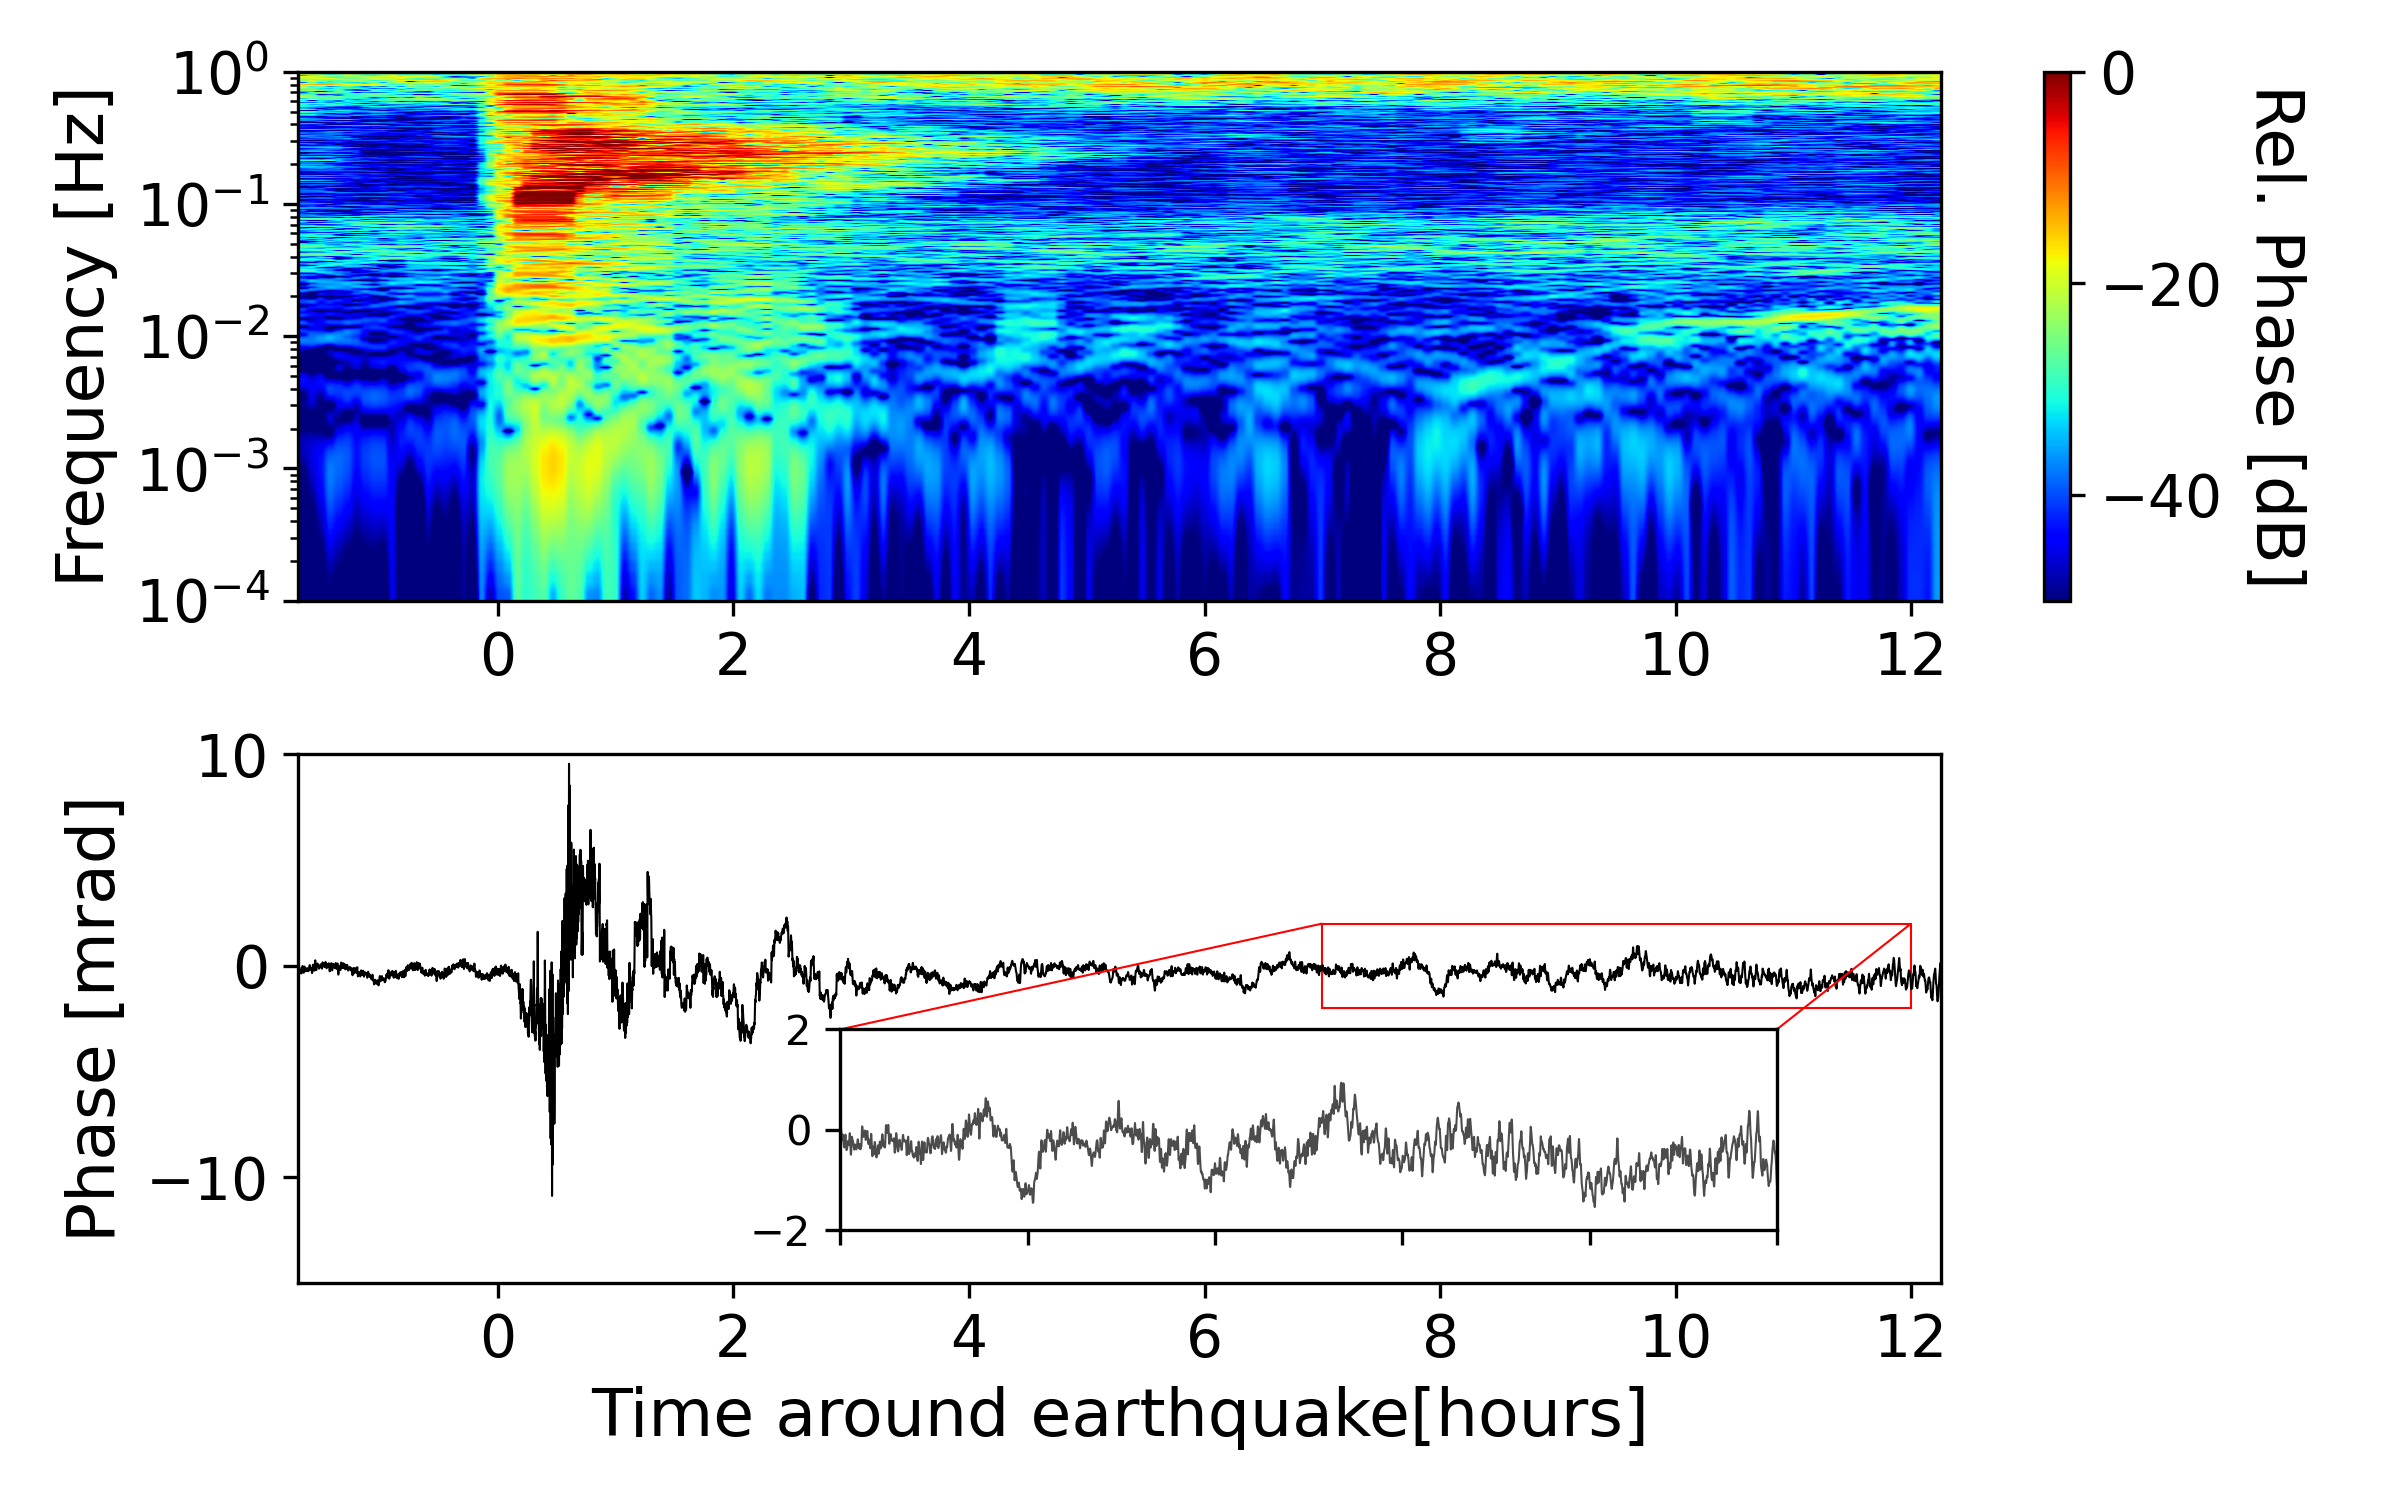 10⁰
10⁻¹
10⁻²
10⁻³
10⁻⁴
Frequency [Hz]
0 2 4 6 8 10 12
0
−20
−40
Rel. Phase [dB]
10
0
−10
Phase [mrad]
2
0
−2
0 2 4 6 8 10 12
Time around earthquake[hours]